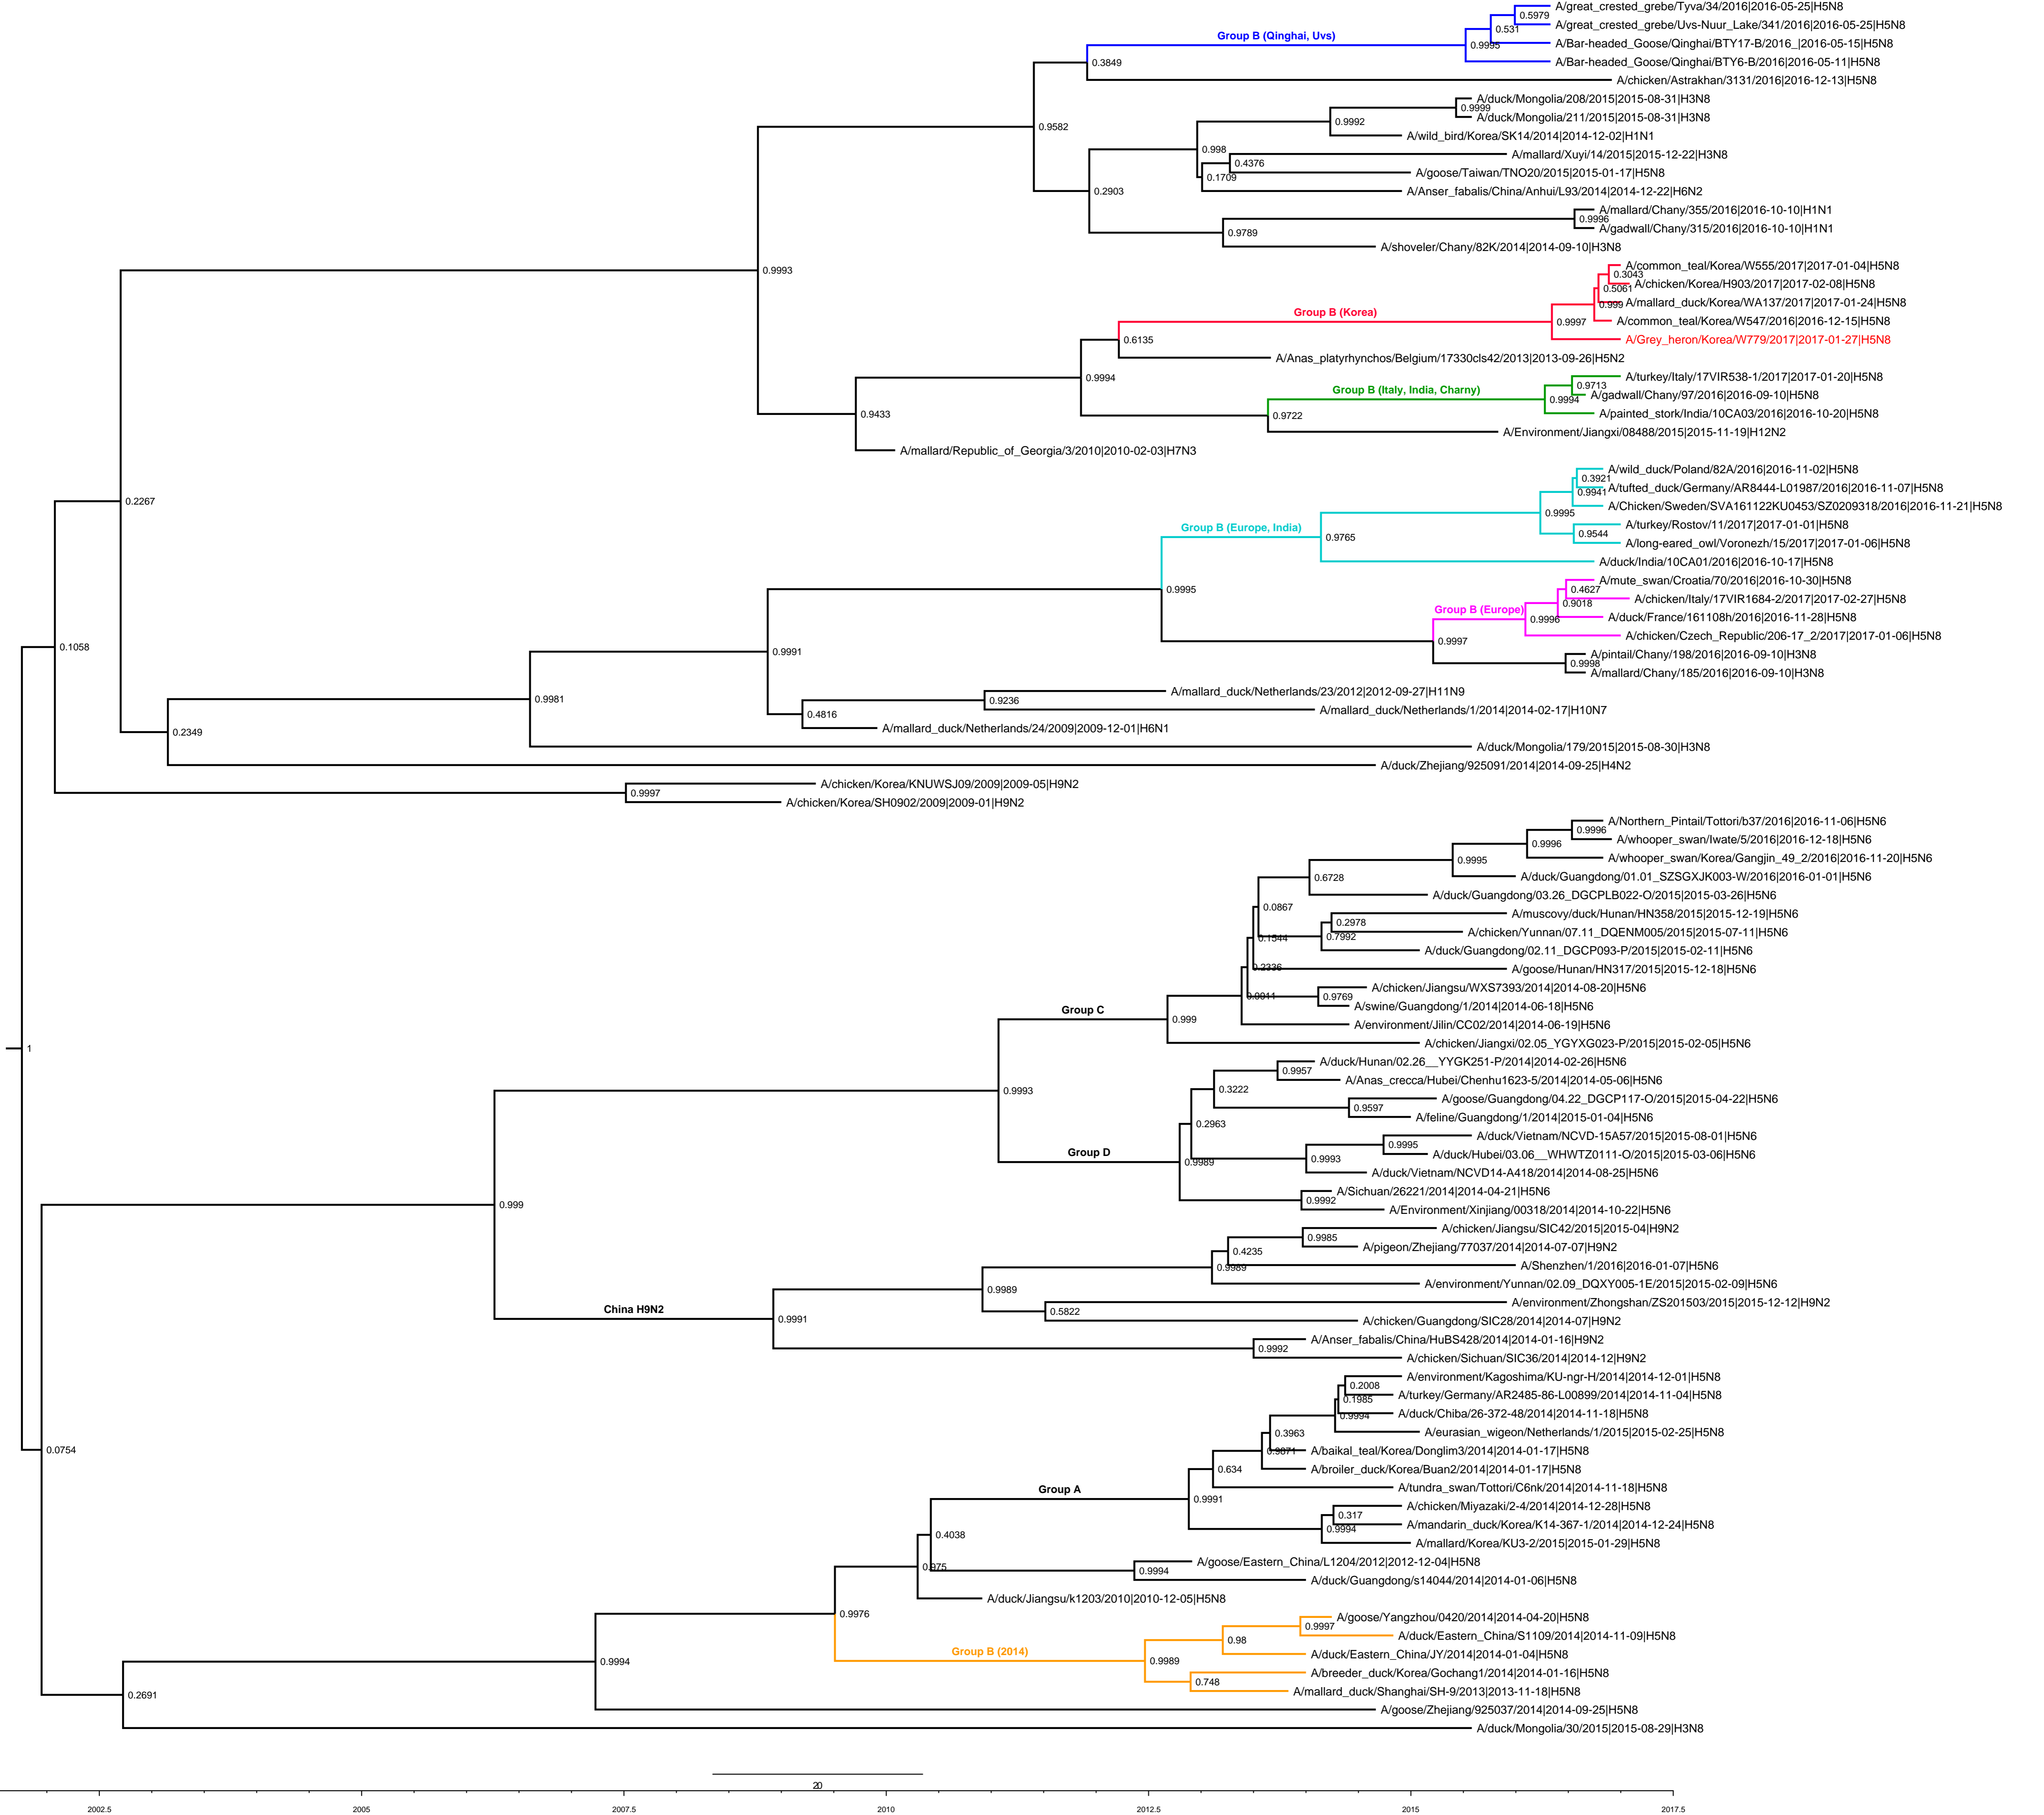 A/great_crested_grebe/Tyva/34/2016|2016-05-25|H5N8
0.5979
A/great_crested_grebe/Uvs-Nuur_Lake/341/2016|2016-05-25|H5N8
0.531
Group B (Qinghai, Uvs)
A/Bar-headed_Goose/Qinghai/BTY17-B/2016_|2016-05-15|H5N8
0.9995
A/Bar-headed_Goose/Qinghai/BTY6-B/2016|2016-05-11|H5N8
0.3849
A/chicken/Astrakhan/3131/2016|2016-12-13|H5N8
A/duck/Mongolia/208/2015|2015-08-31|H3N8
0.9999
A/duck/Mongolia/211/2015|2015-08-31|H3N8
0.9992
0.9582
A/wild_bird/Korea/SK14/2014|2014-12-02|H1N1
0.998
A/mallard/Xuyi/14/2015|2015-12-22|H3N8
0.4376
A/goose/Taiwan/TNO20/2015|2015-01-17|H5N8
0.1709
0.2903
A/Anser_fabalis/China/Anhui/L93/2014|2014-12-22|H6N2
A/mallard/Chany/355/2016|2016-10-10|H1N1
0.9996
A/gadwall/Chany/315/2016|2016-10-10|H1N1
0.9789
A/shoveler/Chany/82K/2014|2014-09-10|H3N8
0.9993
A/common_teal/Korea/W555/2017|2017-01-04|H5N8
0.3043
A/chicken/Korea/H903/2017|2017-02-08|H5N8
0.5061
A/mallard_duck/Korea/WA137/2017|2017-01-24|H5N8
0.999
Group B (Korea)
A/common_teal/Korea/W547/2016|2016-12-15|H5N8
0.9997
A/Grey_heron/Korea/W779/2017|2017-01-27|H5N8
0.6135
A/Anas_platyrhynchos/Belgium/17330cls42/2013|2013-09-26|H5N2
0.9994
A/turkey/Italy/17VIR538-1/2017|2017-01-20|H5N8
0.9713
Group B (Italy, India, Charny)
A/gadwall/Chany/97/2016|2016-09-10|H5N8
0.9994
A/painted_stork/India/10CA03/2016|2016-10-20|H5N8
0.9433
0.9722
A/Environment/Jiangxi/08488/2015|2015-11-19|H12N2
A/mallard/Republic_of_Georgia/3/2010|2010-02-03|H7N3
A/wild_duck/Poland/82A/2016|2016-11-02|H5N8
0.3921
A/tufted_duck/Germany/AR8444-L01987/2016|2016-11-07|H5N8
0.9941
0.2267
A/Chicken/Sweden/SVA161122KU0453/SZ0209318/2016|2016-11-21|H5N8
0.9995
A/turkey/Rostov/11/2017|2017-01-01|H5N8
Group B (Europe, India)
0.9544
0.9765
A/long-eared_owl/Voronezh/15/2017|2017-01-06|H5N8
A/duck/India/10CA01/2016|2016-10-17|H5N8
A/mute_swan/Croatia/70/2016|2016-10-30|H5N8
0.9995
0.4627
A/chicken/Italy/17VIR1684-2/2017|2017-02-27|H5N8
0.9018
Group B (Europe)
A/duck/France/161108h/2016|2016-11-28|H5N8
0.9996
A/chicken/Czech_Republic/206-17_2/2017|2017-01-06|H5N8
0.1058
0.9997
0.9991
A/pintail/Chany/198/2016|2016-09-10|H3N8
0.9998
A/mallard/Chany/185/2016|2016-09-10|H3N8
A/mallard_duck/Netherlands/23/2012|2012-09-27|H11N9
0.9981
0.9236
A/mallard_duck/Netherlands/1/2014|2014-02-17|H10N7
0.4816
A/mallard_duck/Netherlands/24/2009|2009-12-01|H6N1
0.2349
A/duck/Mongolia/179/2015|2015-08-30|H3N8
A/duck/Zhejiang/925091/2014|2014-09-25|H4N2
A/chicken/Korea/KNUWSJ09/2009|2009-05|H9N2
0.9997
A/chicken/Korea/SH0902/2009|2009-01|H9N2
A/Northern_Pintail/Tottori/b37/2016|2016-11-06|H5N6
0.9996
A/whooper_swan/Iwate/5/2016|2016-12-18|H5N6
0.9996
A/whooper_swan/Korea/Gangjin_49_2/2016|2016-11-20|H5N6
0.9995
A/duck/Guangdong/01.01_SZSGXJK003-W/2016|2016-01-01|H5N6
0.6728
A/duck/Guangdong/03.26_DGCPLB022-O/2015|2015-03-26|H5N6
0.0867
A/muscovy/duck/Hunan/HN358/2015|2015-12-19|H5N6
0.2978
A/chicken/Yunnan/07.11_DQENM005/2015|2015-07-11|H5N6
0.1544
0.7992
A/duck/Guangdong/02.11_DGCP093-P/2015|2015-02-11|H5N6
0.2336
A/goose/Hunan/HN317/2015|2015-12-18|H5N6
A/chicken/Jiangsu/WXS7393/2014|2014-08-20|H5N6
0.9769
A/swine/Guangdong/1/2014|2014-06-18|H5N6
Group C
0.999
A/environment/Jilin/CC02/2014|2014-06-19|H5N6
A/chicken/Jiangxi/02.05_YGYXG023-P/2015|2015-02-05|H5N6
1
A/duck/Hunan/02.26__YYGK251-P/2014|2014-02-26|H5N6
0.9957
A/Anas_crecca/Hubei/Chenhu1623-5/2014|2014-05-06|H5N6
0.9993
0.3222
A/goose/Guangdong/04.22_DGCP117-O/2015|2015-04-22|H5N6
0.9597
A/feline/Guangdong/1/2014|2015-01-04|H5N6
0.2963
A/duck/Vietnam/NCVD-15A57/2015|2015-08-01|H5N6
0.9995
Group D
A/duck/Hubei/03.06__WHWTZ0111-O/2015|2015-03-06|H5N6
0.9989
0.9993
A/duck/Vietnam/NCVD14-A418/2014|2014-08-25|H5N6
A/Sichuan/26221/2014|2014-04-21|H5N6
0.9992
0.999
A/Environment/Xinjiang/00318/2014|2014-10-22|H5N6
A/chicken/Jiangsu/SIC42/2015|2015-04|H9N2
0.9985
A/pigeon/Zhejiang/77037/2014|2014-07-07|H9N2
0.4235
A/Shenzhen/1/2016|2016-01-07|H5N6
0.9989
A/environment/Yunnan/02.09_DQXY005-1E/2015|2015-02-09|H5N6
0.9989
A/environment/Zhongshan/ZS201503/2015|2015-12-12|H9N2
China H9N2
0.5822
0.9991
A/chicken/Guangdong/SIC28/2014|2014-07|H9N2
A/Anser_fabalis/China/HuBS428/2014|2014-01-16|H9N2
0.9992
A/chicken/Sichuan/SIC36/2014|2014-12|H9N2
A/environment/Kagoshima/KU-ngr-H/2014|2014-12-01|H5N8
0.2008
A/turkey/Germany/AR2485-86-L00899/2014|2014-11-04|H5N8
0.1985
A/duck/Chiba/26-372-48/2014|2014-11-18|H5N8
0.9994
A/eurasian_wigeon/Netherlands/1/2015|2015-02-25|H5N8
0.3963
0.0754
A/baikal_teal/Korea/Donglim3/2014|2014-01-17|H5N8
0.9871
A/broiler_duck/Korea/Buan2/2014|2014-01-17|H5N8
0.634
A/tundra_swan/Tottori/C6nk/2014|2014-11-18|H5N8
Group A
0.9991
A/chicken/Miyazaki/2-4/2014|2014-12-28|H5N8
0.317
A/mandarin_duck/Korea/K14-367-1/2014|2014-12-24|H5N8
0.9994
0.4038
A/mallard/Korea/KU3-2/2015|2015-01-29|H5N8
A/goose/Eastern_China/L1204/2012|2012-12-04|H5N8
0.975
0.9994
A/duck/Guangdong/s14044/2014|2014-01-06|H5N8
A/duck/Jiangsu/k1203/2010|2010-12-05|H5N8
0.9976
A/goose/Yangzhou/0420/2014|2014-04-20|H5N8
0.9997
A/duck/Eastern_China/S1109/2014|2014-11-09|H5N8
0.98
Group B (2014)
A/duck/Eastern_China/JY/2014|2014-01-04|H5N8
0.9994
0.9989
A/breeder_duck/Korea/Gochang1/2014|2014-01-16|H5N8
0.748
A/mallard_duck/Shanghai/SH-9/2013|2013-11-18|H5N8
0.2691
A/goose/Zhejiang/925037/2014|2014-09-25|H5N8
A/duck/Mongolia/30/2015|2015-08-29|H3N8
2.0
2002.5 2005 2007.5 2010 2012.5 2015 2017.5